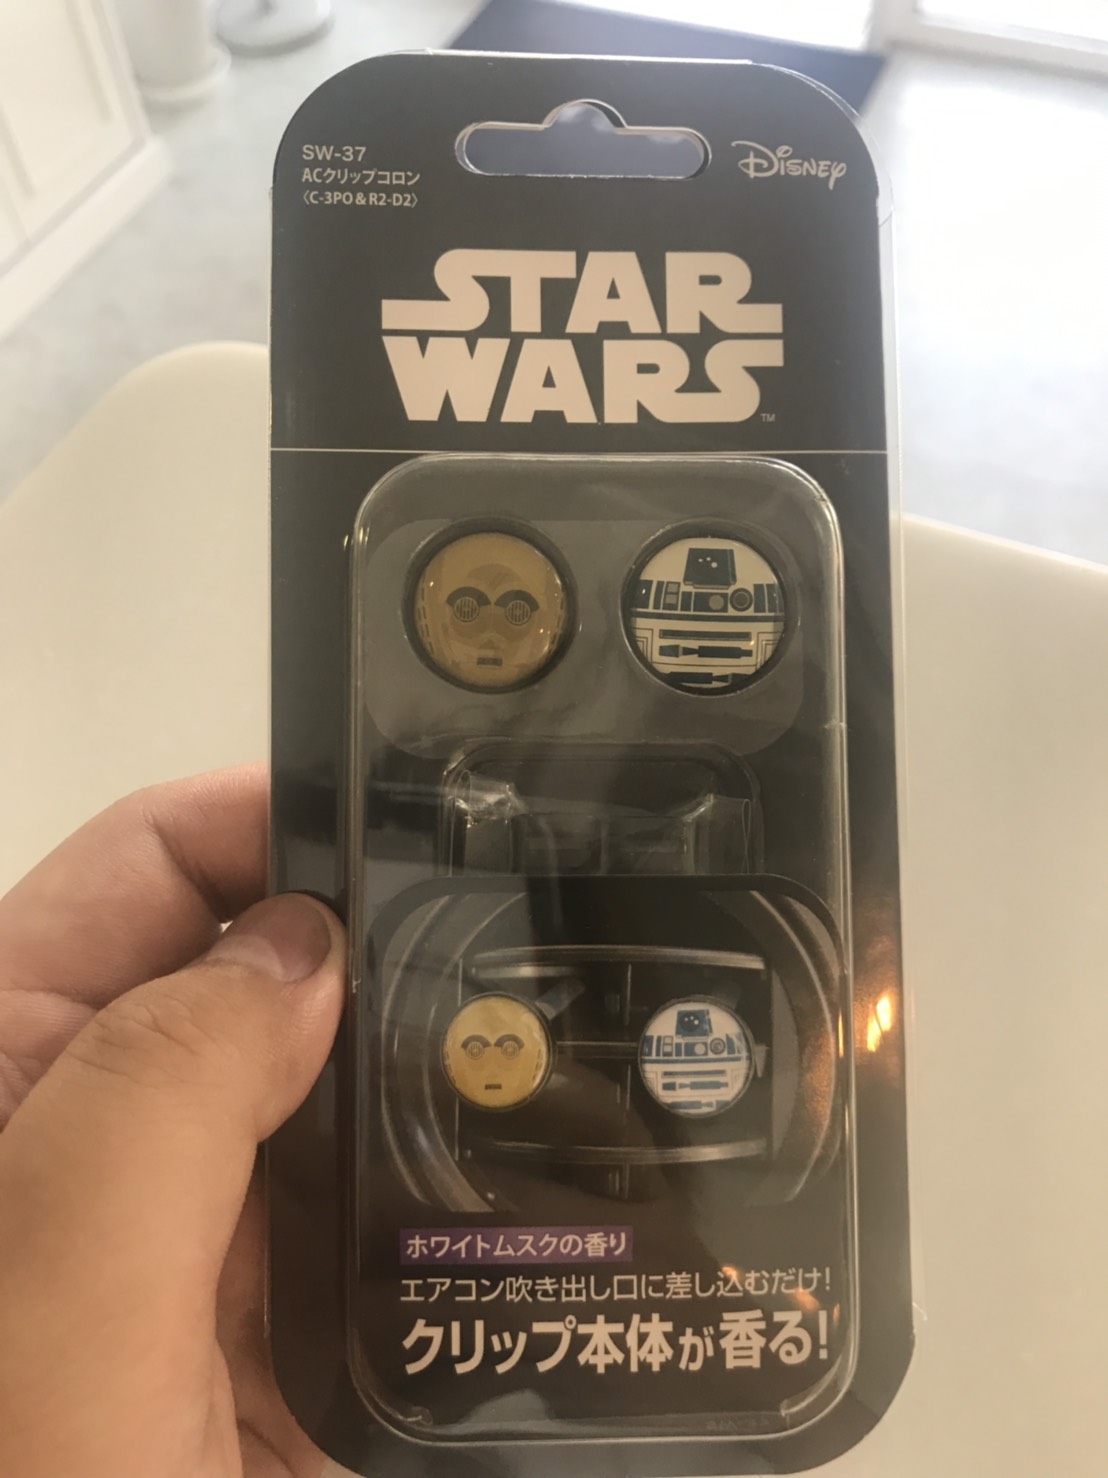 SW-37
ACクリップコロン
〈C-3PO & R2-D2〉
Disney
STAR
WARS
TM
ホワイトムスクの香り
エアコン吹き出し口に差し込むだけ!
クリップ本体が香る!